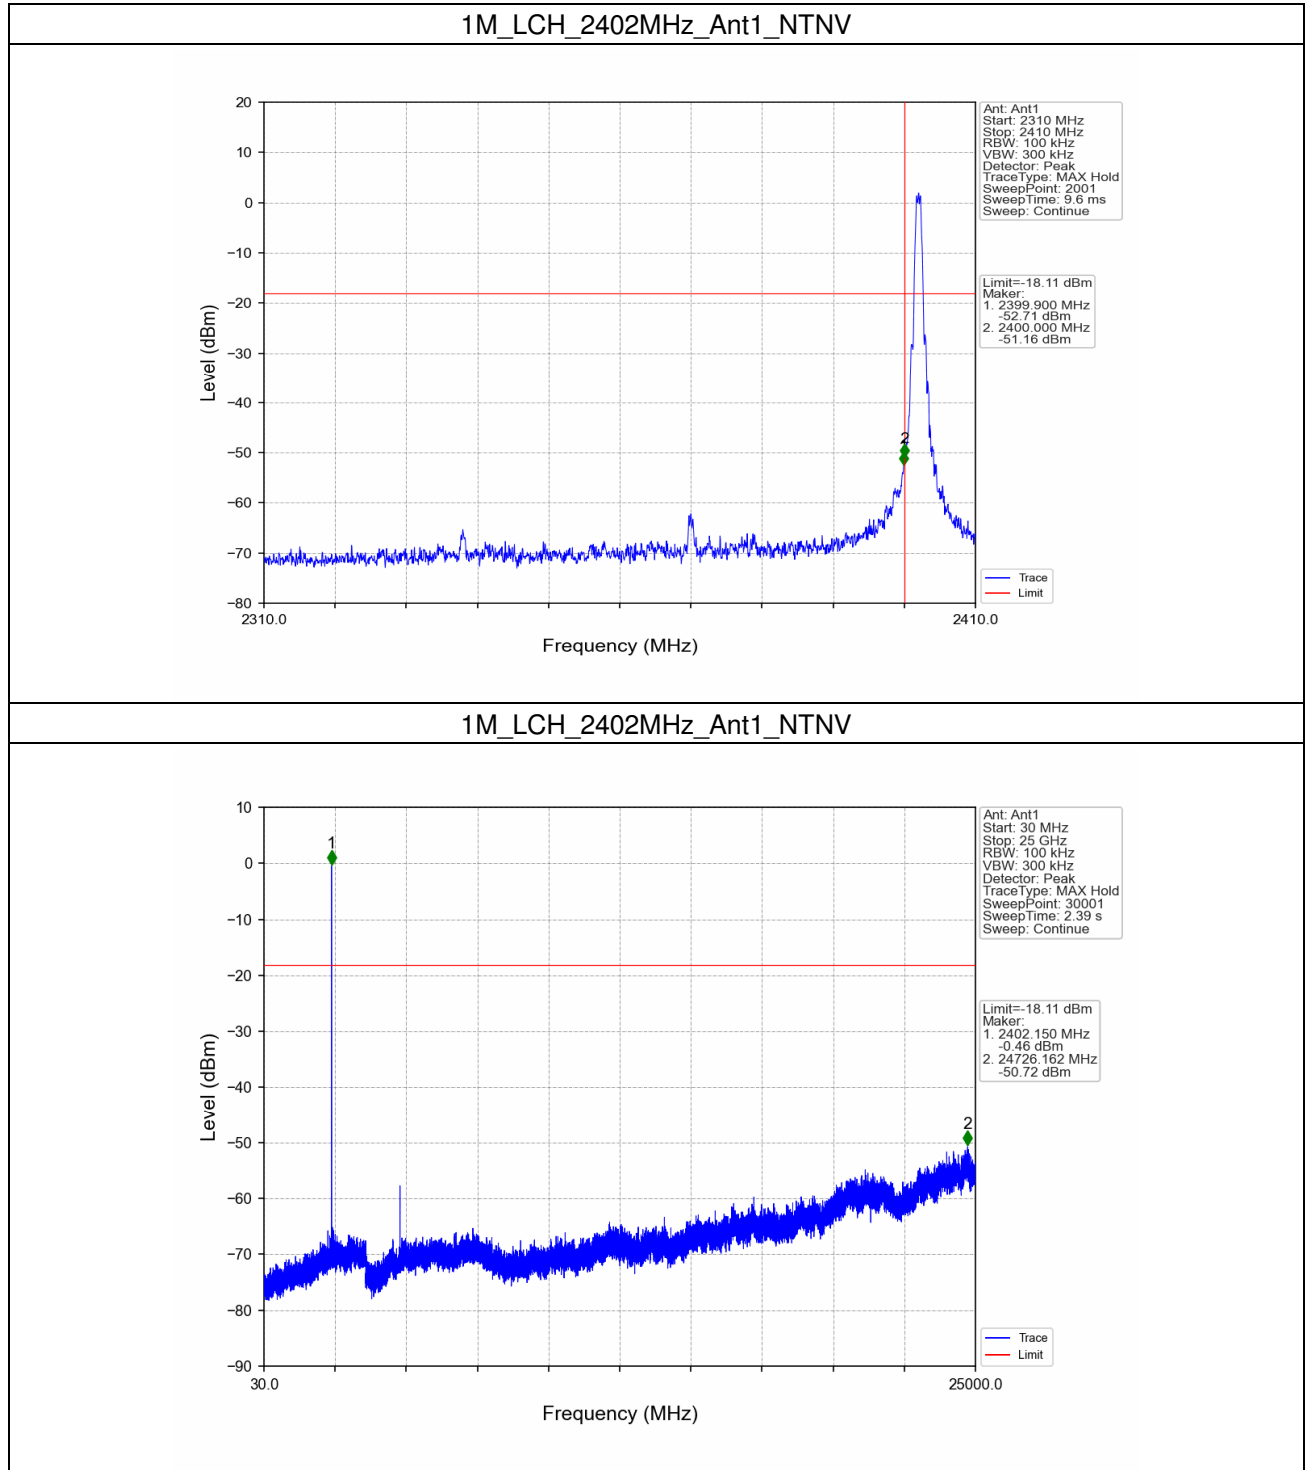 1M_LCH_2402MHz_Ant1_NTNV
20
10
0
−10
−20
−30
−40
−50
−60
−70
−80
Level (dBm)
2310.0
2410.0
Frequency (MHz)
2
Ant: Ant1
Start: 2310 MHz
Stop: 2410 MHz
RBW: 100 kHz
VBW: 300 kHz
Detector: Peak
TraceType: MAX Hold
SweepPoint: 2001
SweepTime: 9.6 ms
Sweep: Continue
Limit=-18.11 dBm
Maker:
1. 2399.900 MHz
-52.71 dBm
2. 2400.000 MHz
-51.16 dBm
Trace
Limit
1M_LCH_2402MHz_Ant1_NTNV
10
0
−10
−20
−30
−40
−50
−60
−70
−80
−90
Level (dBm)
30.0
25000.0
Frequency (MHz)
1
2
Ant: Ant1
Start: 30 MHz
Stop: 25 GHz
RBW: 100 kHz
VBW: 300 kHz
Detector: Peak
TraceType: MAX Hold
SweepPoint: 30001
SweepTime: 2.39 s
Sweep: Continue
Limit=-18.11 dBm
Maker:
1. 2402.150 MHz
-0.46 dBm
2. 24726.162 MHz
-50.72 dBm
Trace
Limit